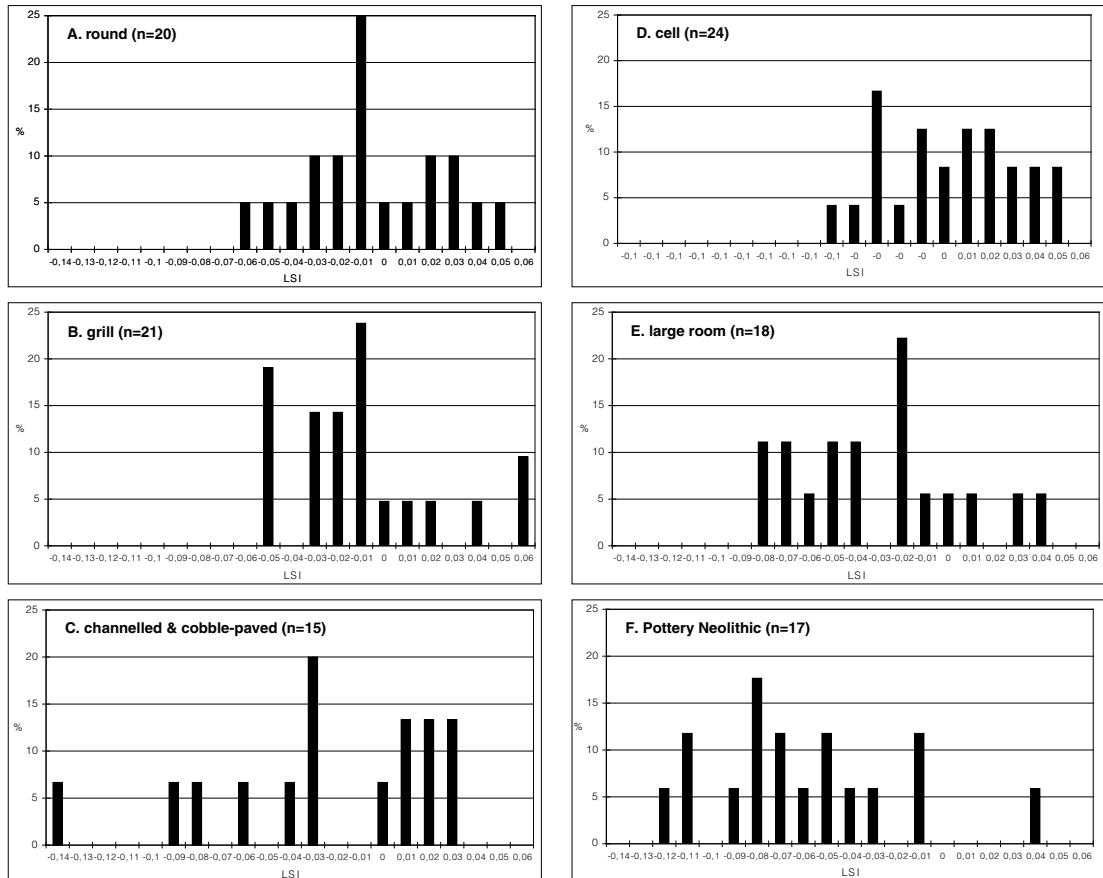 A. round (n=20)
25
20
15
10
5
0
%
-0,14 -0,13 -0,12 -0,11 -0,1 -0,09 -0,08 -0,07 -0,06 -0,05 -0,04 -0,03 -0,02 -0,01 0 0,01 0,02 0,03 0,04 0,05 0,06
LSI
D. cell (n=24)
25
20
15
10
5
0
%
-0,1 -0,1 -0,1 -0,1 -0,1 -0,1 -0,1 -0,1 -0,1 -0,1 -0 -0 -0 -0 0 0,01 0,02 0,03 0,04 0,05 0,06
LSI
B. grill (n=21)
25
20
15
10
5
0
%
-0,14 -0,13 -0,12 -0,11 -0,1 -0,09 -0,08 -0,07 -0,06 -0,05 -0,04 -0,03 -0,02 -0,01 0 0,01 0,02 0,03 0,04 0,05 0,06
LSI
E. large room (n=18)
25
20
15
10
5
0
%
-0,14 -0,13 -0,12 -0,11 -0,1 -0,09 -0,08 -0,07 -0,06 -0,05 -0,04 -0,03 -0,02 -0,01 0 0,01 0,02 0,03 0,04 0,05 0,06
LSI
C. channelled & cobble-paved (n=15)
25
20
15
10
5
0
%
-0,14 -0,13 -0,12 -0,11 -0,1 -0,09 -0,08 -0,07 -0,06 -0,05 -0,04 -0,03 -0,02 -0,01 0 0,01 0,02 0,03 0,04 0,05 0,06
LSI
F. Pottery Neolithic (n=17)
25
20
15
10
5
0
%
-0,14 -0,13 -0,12 -0,11 -0,1 -0,09 -0,08 -0,07 -0,06 -0,05 -0,04 -0,03 -0,02 -0,01 0 0,01 0,02 0,03 0,04 0,05 0,06
LSI